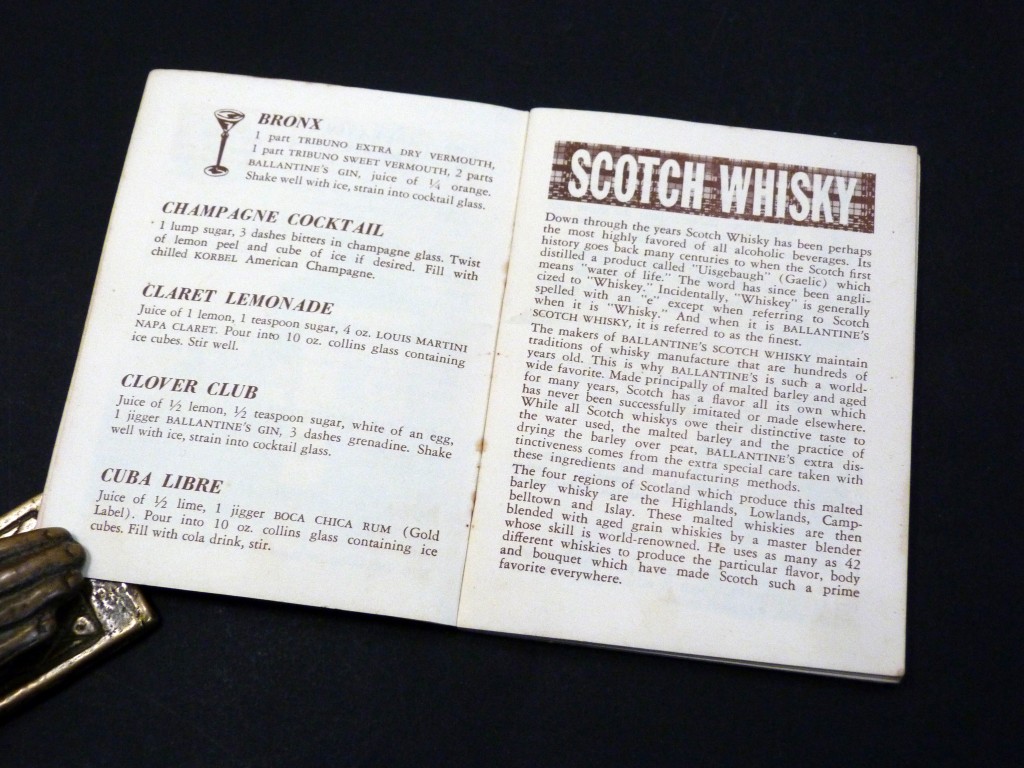 BRONX
1 part TRIBUNO EXTRA DRY VERMOUTH,
1 part TRIBUNO SWEET VERMOUTH, 2 parts
BALLANTINE'S GIN, juice of ¼ orange.
Shake well with ice, strain into cocktail glass.
CHAMPAGNE COCKTAIL
1 lump sugar, 3 dashes bitters in champagne glass. Twist
of lemon peel and cube of ice if desired. Fill with
chilled KORBEL American Champagne.
CLARET LEMONADE
Juice of 1 lemon, 1 teaspoon sugar, 4 oz. LOUIS MARTINI
NAPA CLARET. Pour into 10 oz. collins glass containing
ice cubes. Stir well.
CLOVER CLUB
Juice of ½ lemon, ½ teaspoon sugar, white of an egg,
1 jigger BALLANTINE'S GIN, 3 dashes grenadine. Shake
well with ice, strain into cocktail glass.
CUBA LIBRE
Juice of ½ lime, 1 jigger BOCA CHICA RUM (Gold
Label). Pour into 10 oz. collins glass containing ice
cubes. Fill with cola drink, stir.
SCOTCH WHISKY
Down through the years Scotch Whisky has been perhaps
the most highly favored of all alcoholic beverages. Its
history goes back many centuries to when the Scotch first
distilled a product called "Uisgebaugh" (Gaelic) which
means "water of life." The word has since been angli-
cized to "Whiskey." Incidentally, "Whiskey" is generally
spelled with an "e" except when referring to Scotch
when it is "Whisky." And when it is BALLANTINE'S
SCOTCH WHISKY, it is referred to as the finest.
The makers of BALLANTINE'S SCOTCH WHISKY maintain
traditions of whisky manufacture that are hundreds of
years old. This is why BALLANTINE'S is such a world-
wide favorite. Made principally of malted barley and aged
for many years, Scotch has a flavor all its own which
has never been successfully imitated or made elsewhere.
While all Scotch whiskys owe their distinctive taste to
the water used, the malted barley and the practice of
drying the barley over peat, BALLANTINE'S extra dis-
tinctiveness comes from the extra special care taken with
these ingredients and manufacturing methods.
The four regions of Scotland which produce this malted
barley whisky are the Highlands, Lowlands, Camp-
belltown and Islay. These malted whiskies are then
blended with aged grain whiskies by a master blender
whose skill is world-renowned. He uses as many as 42
different whiskies to produce the particular flavor, body
and bouquet which have made Scotch such a prime
favorite everywhere.